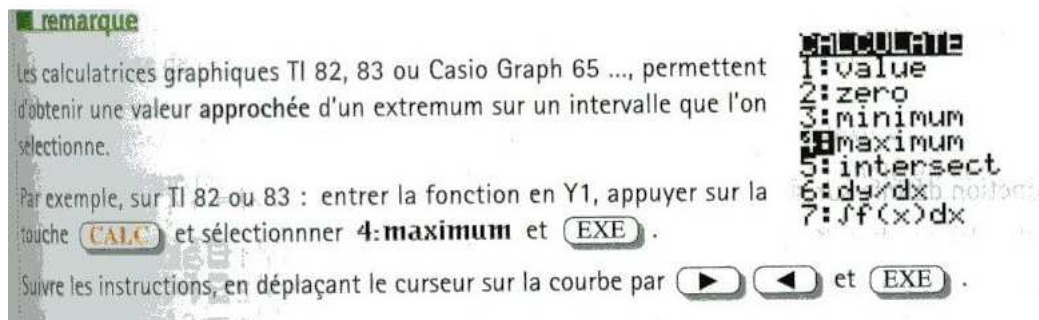 remarque
Les calculatrices graphiques TI 82, 83 ou Casio Graph 65 ..., permettent
d'obtenir une valeur approchée d'un extremum sur un intervalle que l'on
sélectionne.
Par exemple, sur TI 82 ou 83 : entrer la fonction en Y1, appuyer sur la
touche CALC et sélectionnner 4:maximum et EXE .
Suivre les instructions, en déplaçant le curseur sur la courbe par ▶ ◀ et EXE .
CALCULATE
1:value
2:zero
3:minimum
4:maximum
5:intersect
6:dy/dx
7:∫f(x)dx